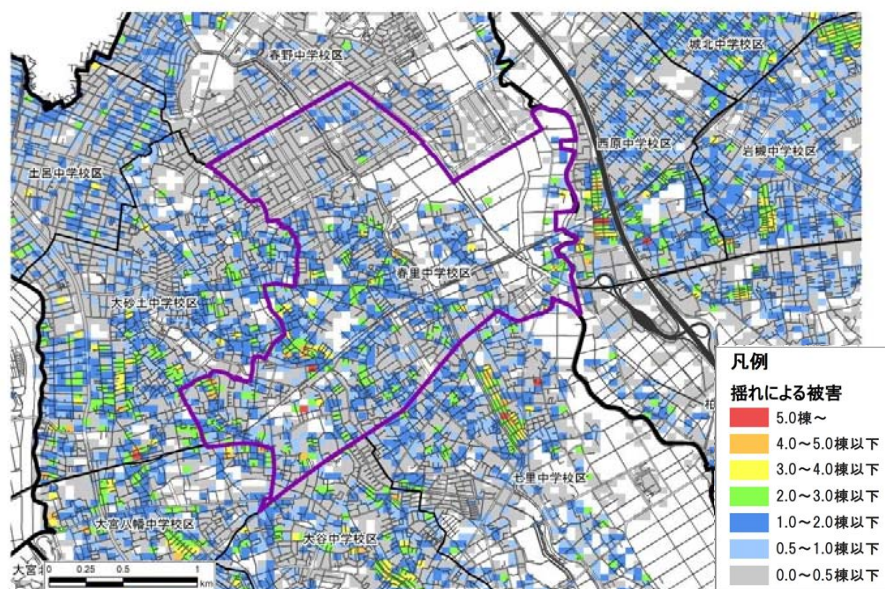 春野中学校区
城北中学校区
西原中学校区
岩槻中学校区
土呂中学校区
春里中学校区
大砂土中学校区
七里中学校区
大宮八幡中学校区
大谷中学校区
大宮
柏
0 0.25 0.5 1
km
凡例
揺れによる被害
5.0棟~
4.0~5.0棟以下
3.0~4.0棟以下
2.0~3.0棟以下
1.0~2.0棟以下
0.5~1.0棟以下
0.0~0.5棟以下